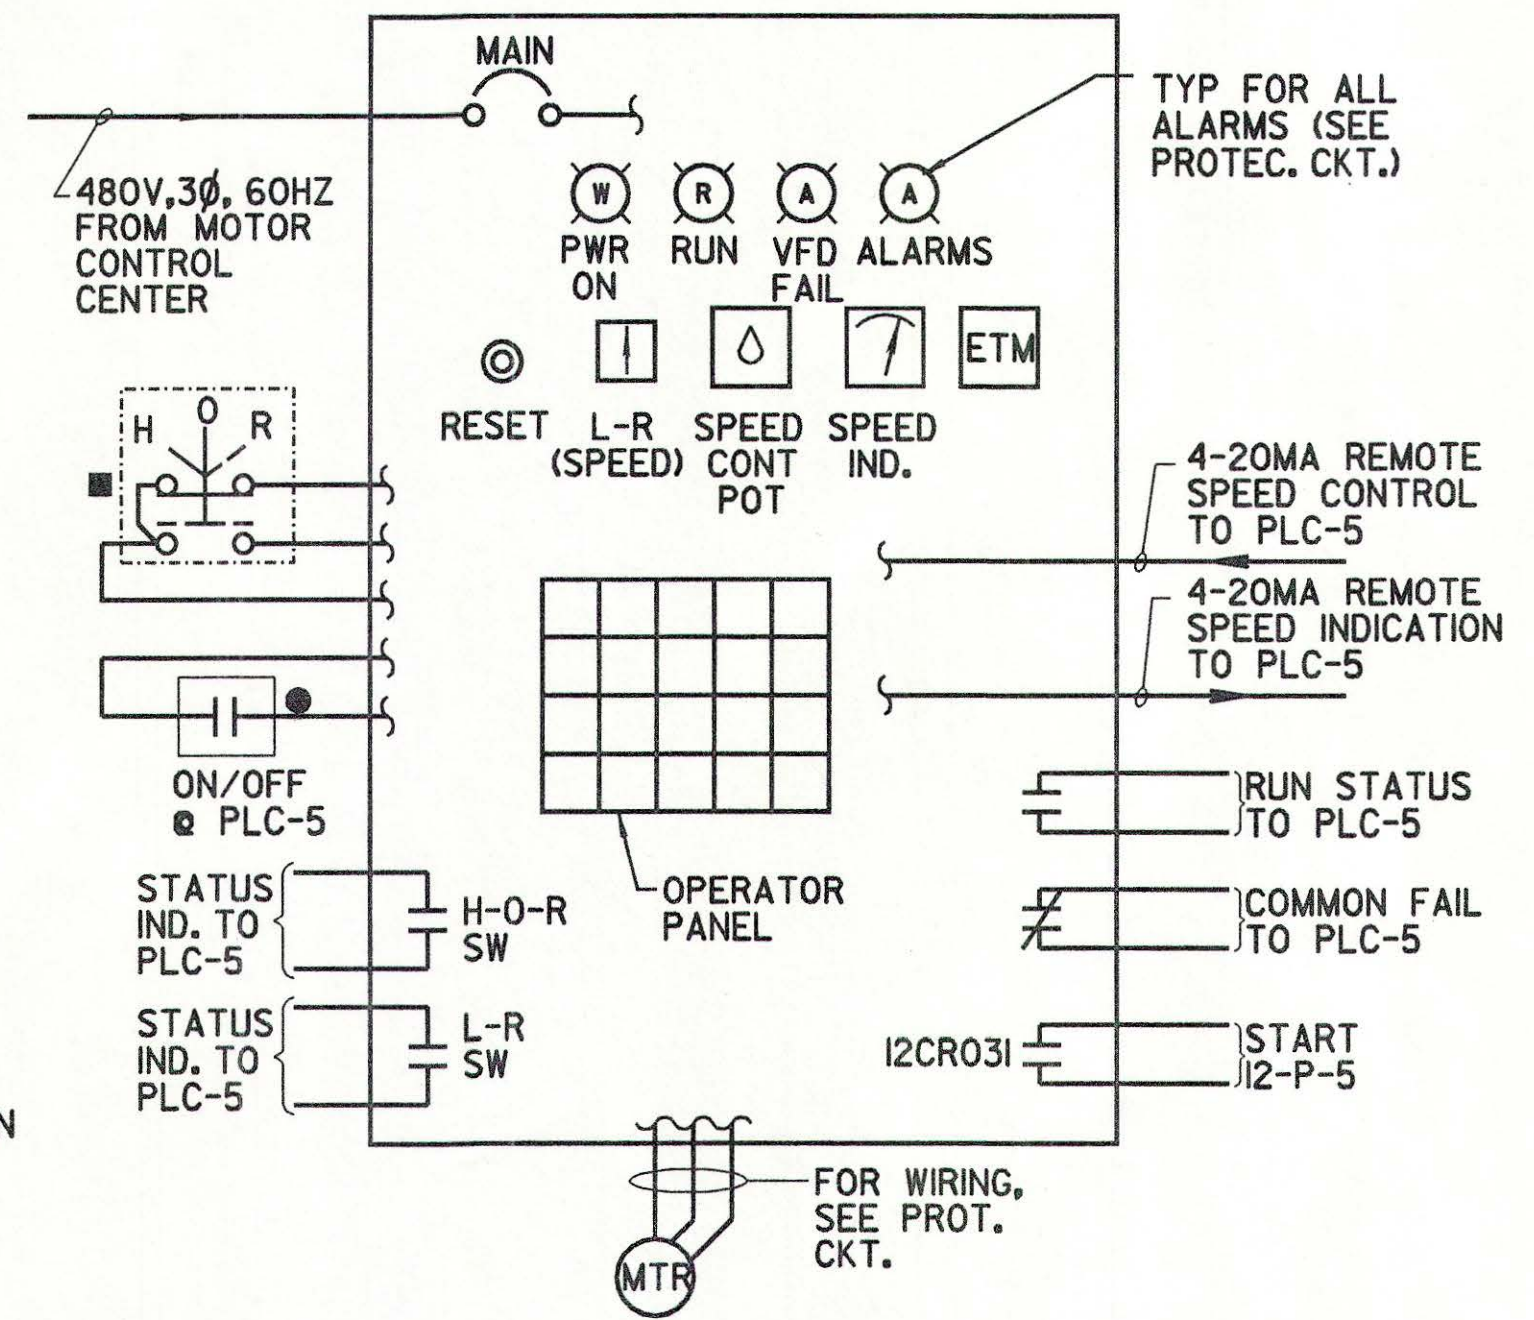 MAIN
TYP FOR ALL
ALARMS (SEE
PROTEC. CKT.)
480V,3Ø, 60HZ
FROM MOTOR
CONTROL
CENTER
W
R
A
A
PWR
ON
RUN
VFD
FAIL
ALARMS
ETM
RESET
L-R
(SPEED)
SPEED
CONT
POT
SPEED
IND.
H
O
R
4-20MA REMOTE
SPEED CONTROL
TO PLC-5
4-20MA REMOTE
SPEED INDICATION
TO PLC-5
ON/OFF
@ PLC-5
RUN STATUS
TO PLC-5
OPERATOR
PANEL
STATUS
IND. TO
PLC-5
H-O-R
SW
COMMON FAIL
TO PLC-5
STATUS
IND. TO
PLC-5
L-R
SW
12CR031
START
12-P-5
N
FOR WIRING,
SEE PROT.
CKT.
MTR